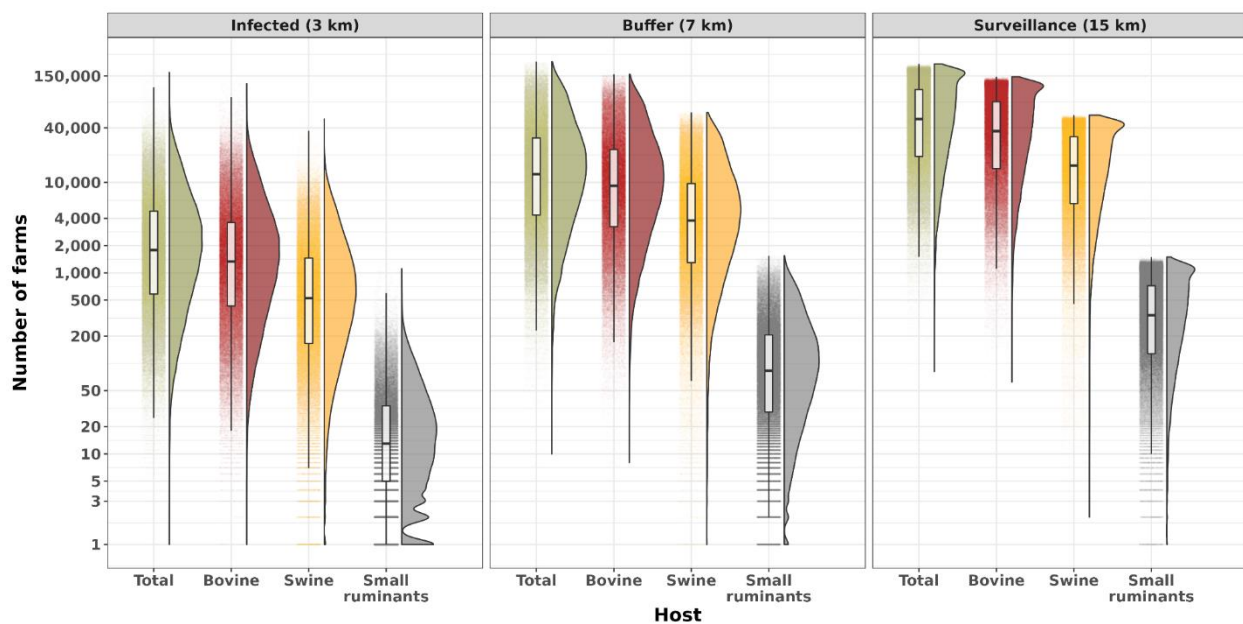 Infected (3 km)
Buffer (7 km)
Surveillance (15 km)
Number of farms
150,000
40,000
10,000
4,000
2,000
1,000
500
200
50
20
10
5
3
1
Total Bovine Swine Small
ruminants
Total Bovine Swine Small
ruminants
Total Bovine Swine Small
ruminants
Host